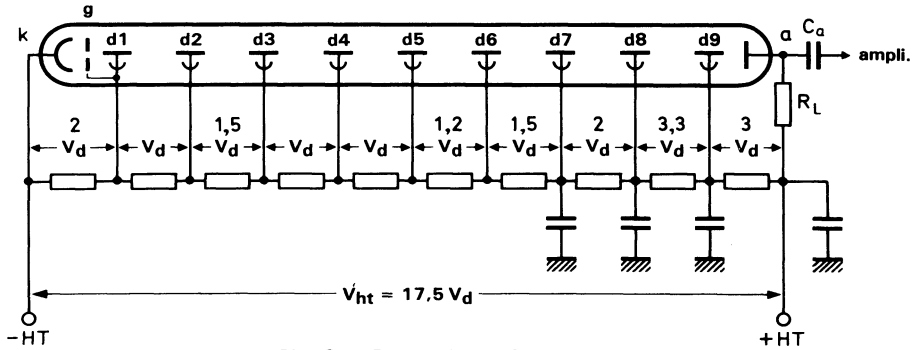 g
k
d1 d2 d3 d4 d5 d6 d7 d8 d9
a
Ca
ampli.
RL
2 1,5 1,2 1,5 2 3,3 3
Vd Vd Vd Vd Vd Vd Vd Vd Vd Vd
Vht = 17,5 Vd
–HT
+HT